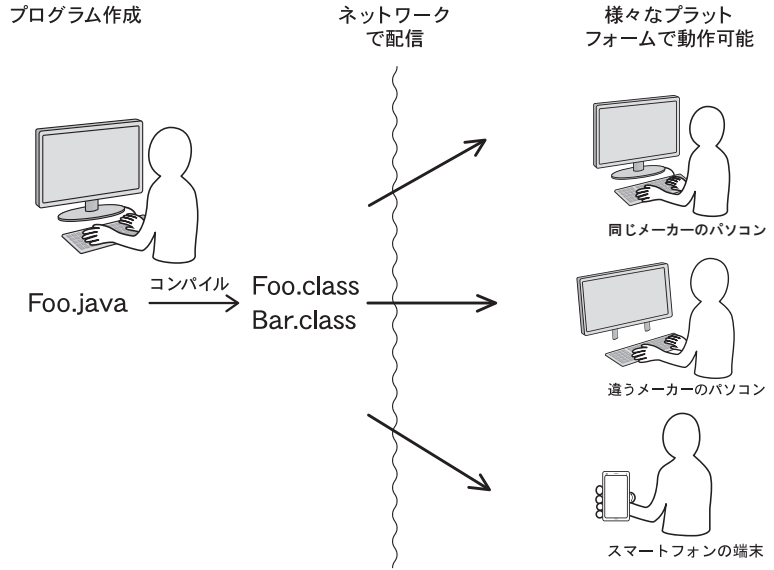 プログラム作成
ネットワーク
で配信
様々なプラット
フォームで動作可能
同じメーカーのパソコン
Foo.java
コンパイル
Foo.class
Bar.class
違うメーカーのパソコン
スマートフォンの端末